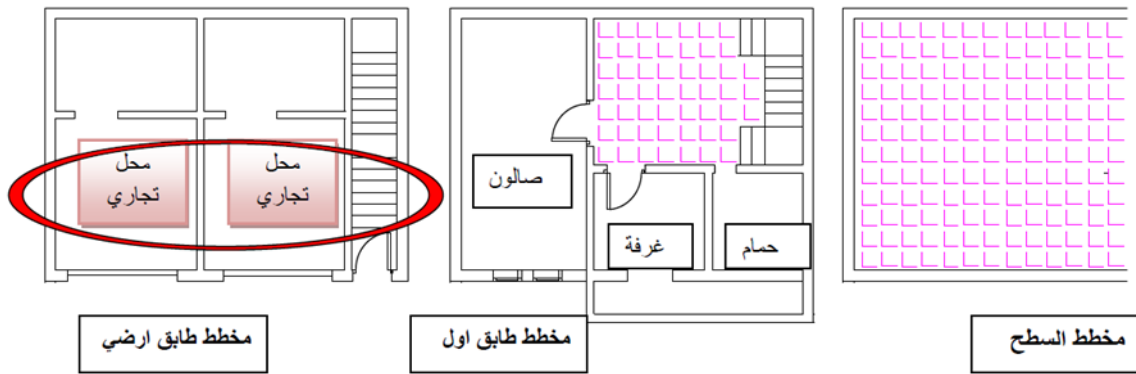 محل
تجاري
محل
تجاري
صالون
غرفة
حمام
مخطط طابق ارضي
مخطط طابق اول
مخطط السطح